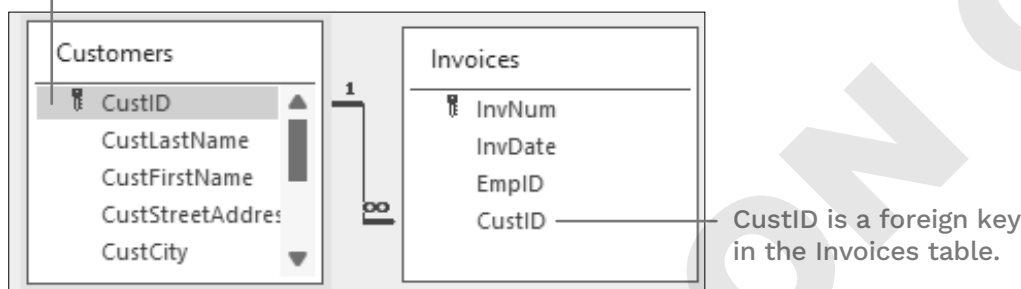 Customers
CustID
CustLastName
CustFirstName
CustStreetAddres
CustCity
1
∞
Invoices
InvNum
InvDate
EmpID
CustID
CustID is a foreign key
in the Invoices table.
ON